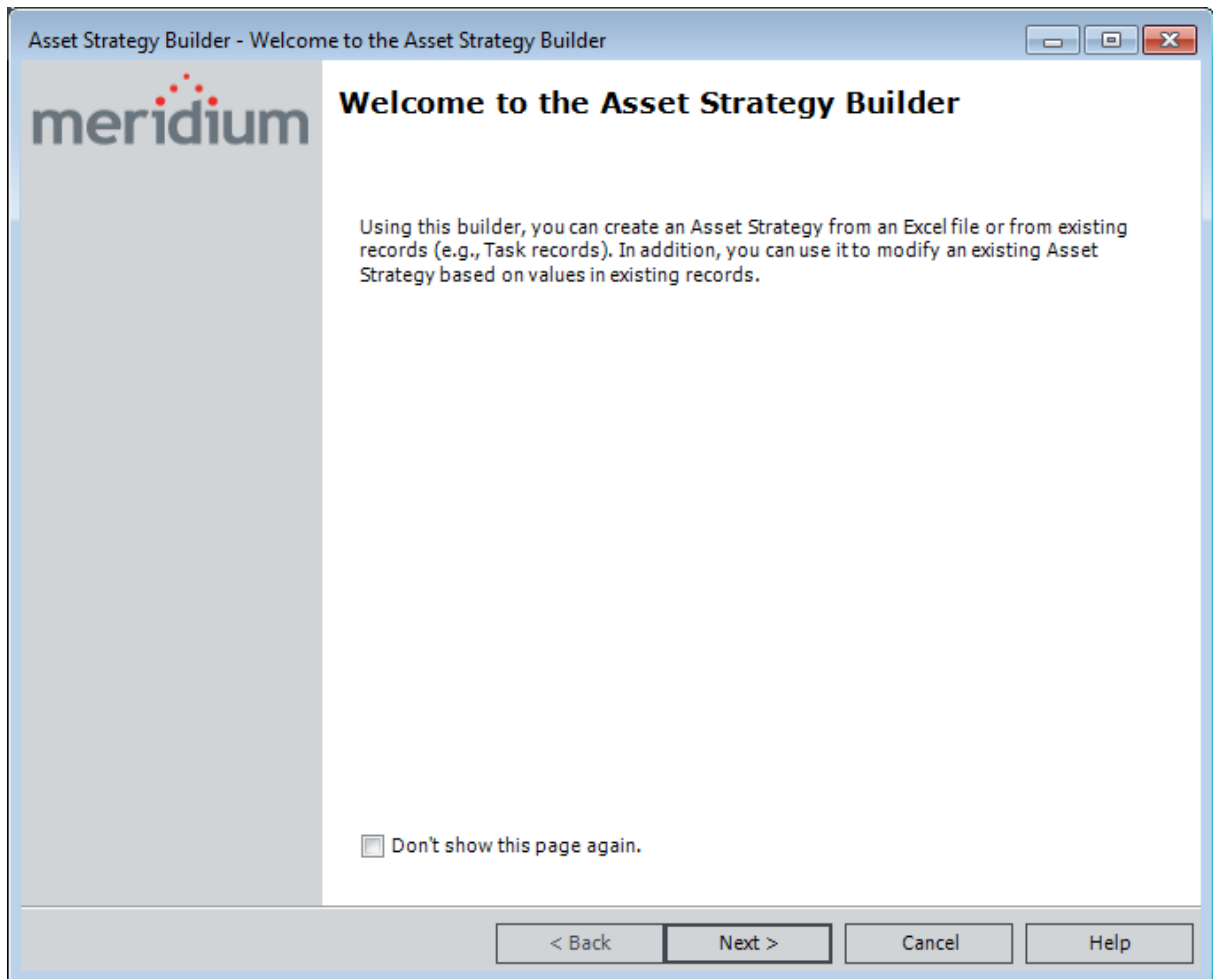 Asset Strategy Builder - Welcome to the Asset Strategy Builder
meridium
Welcome to the Asset Strategy Builder
Using this builder, you can create an Asset Strategy from an Excel file or from existing
records (e.g., Task records). In addition, you can use it to modify an existing Asset
Strategy based on values in existing records.
Don't show this page again.
< Back Next > Cancel Help